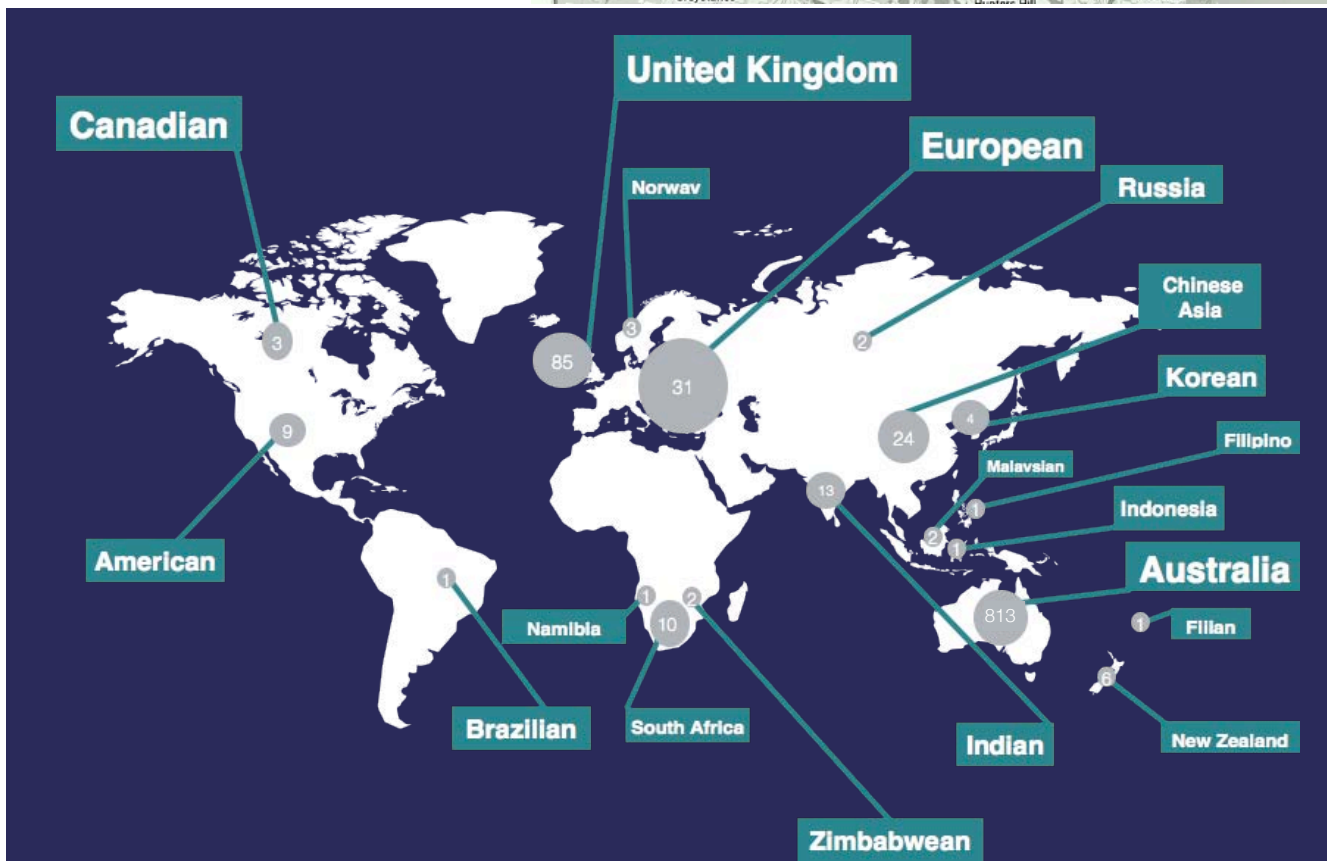 Hunters Hill
United Kingdom
Canadian
European
Norwav
Russia
Chinese
Asia
3
2
3
85
31
Korean
4
9
24
Filipino
Malavsian
13
1
Indonesia
2
1
American
Australia
1
1
2
813
Namibia
10
1
Fijian
6
Brazilian
South Africa
Indian
New Zealand
Zimbabwean